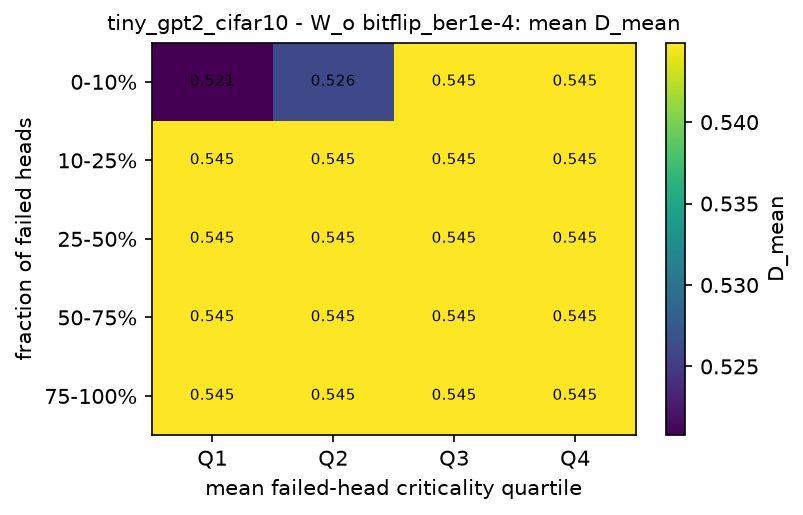 tiny_gpt2_cifar10 - W_o bitflip_ber1e-4: mean D_mean
fraction of failed heads
0-10%
0.521 0.526 0.545 0.545
10-25%
0.545 0.545 0.545 0.545
25-50%
0.545 0.545 0.545 0.545
50-75%
0.545 0.545 0.545 0.545
75-100%
0.545 0.545 0.545 0.545
Q1 Q2 Q3 Q4
mean failed-head criticality quartile
0.540
0.535
0.530
0.525
D_mean